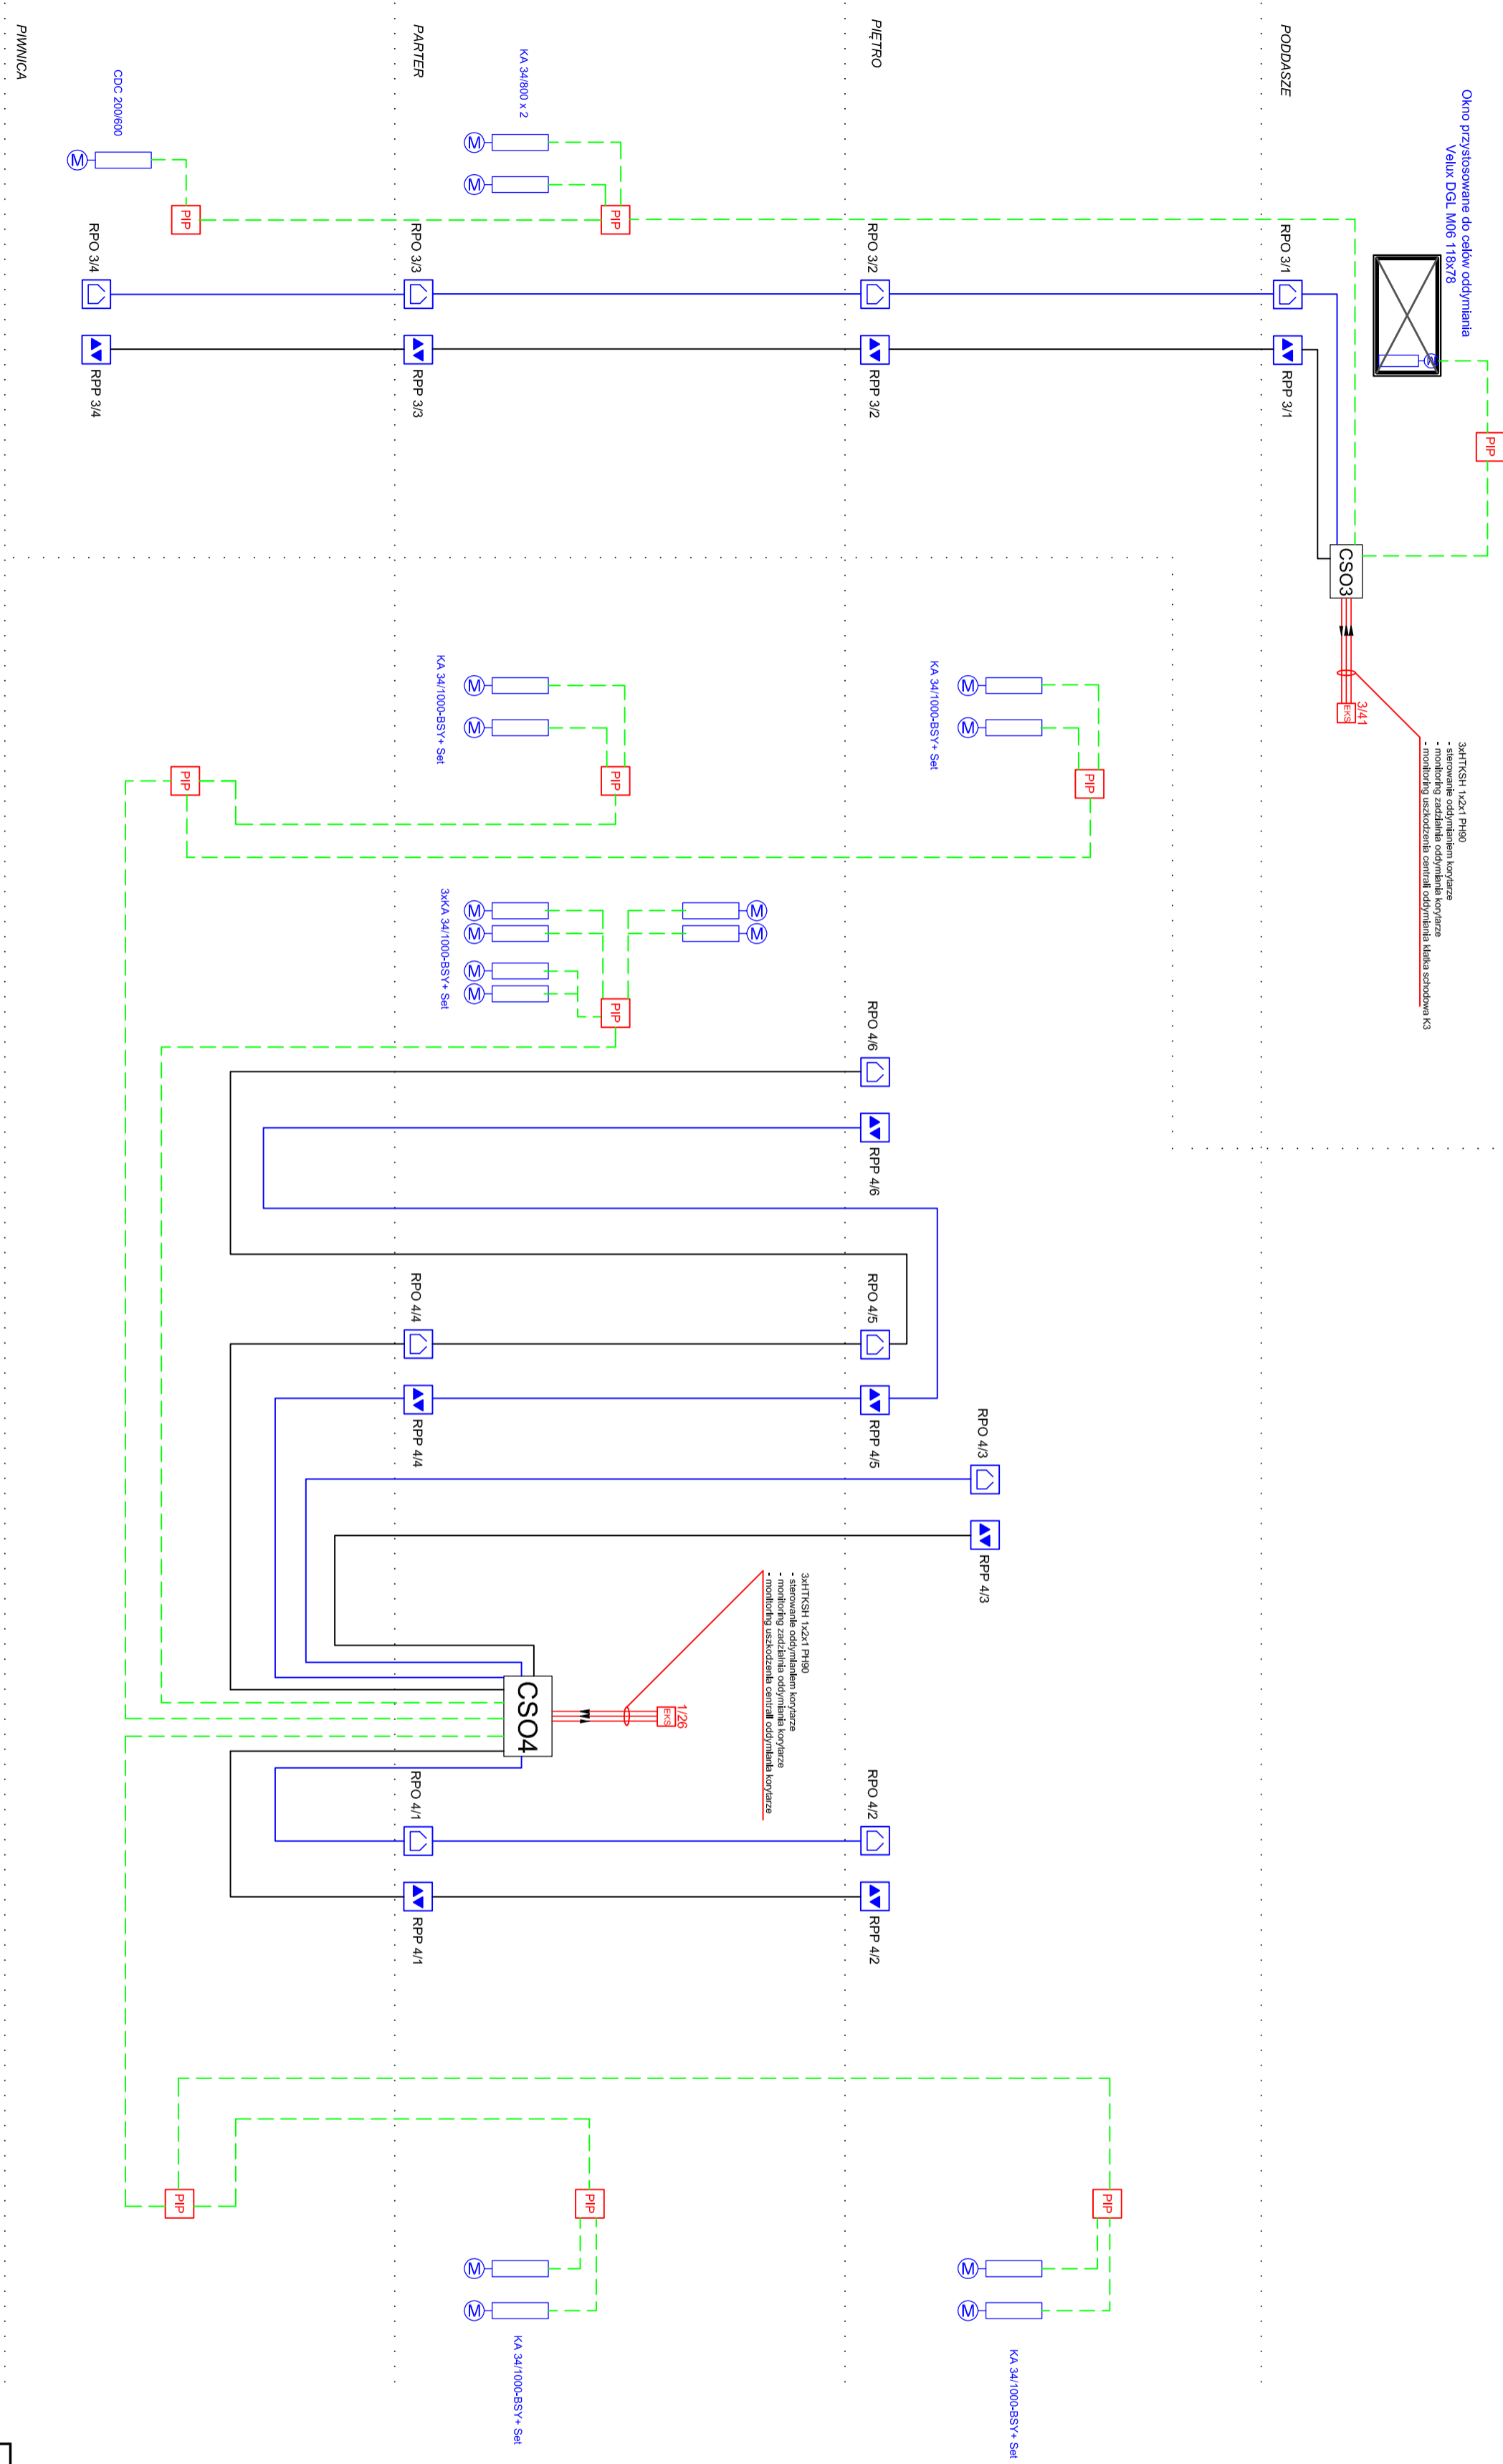 Okno przystosowane do celów oddymiania
Velux DGL M06 118x78
M
PIP
PODDASZE
RPO 3/1
RPP 3/1
CSO3
3/41
EKS
3xHTKSH 1x2x1 PH90
- sterowanie oddymianiem korytarze
- monitoring zadziałnia oddymiania korytarze
- monitoring uszkodzenia centrali oddymiania klatka schodowa K3
PIĘTRO
RPO 3/2
RPP 3/2
KA 34/1000-BSY+ Set
M
M
PIP
RPO 4/6
RPP 4/6
RPO 4/5
RPP 4/5
RPO 4/3
RPP 4/3
RPO 4/2
RPP 4/2
PIP
M
M
KA 34/1000-BSY+ Set
PARTER
KA 34/800 x 2
M
M
PIP
RPO 3/3
RPP 3/3
KA 34/1000-BSY+ Set
M
M
PIP
3xKA 34/1000-BSY+ Set
M
M
M
M
M
M
PIP
RPO 4/4
RPP 4/4
3xHTKSH 1x2x1 PH90
- sterowanie oddymianiem korytarze
- monitoring zadziałnia oddymiania korytarze
- monitoring uszkodzenia centrali oddymiania korytarze
1/26
EKS
CSO4
RPO 4/1
RPP 4/1
PIP
M
M
KA 34/1000-BSY+ Set
PIWNICA
CDC 200/600
M
PIP
RPO 3/4
RPP 3/4
PIP
PIP